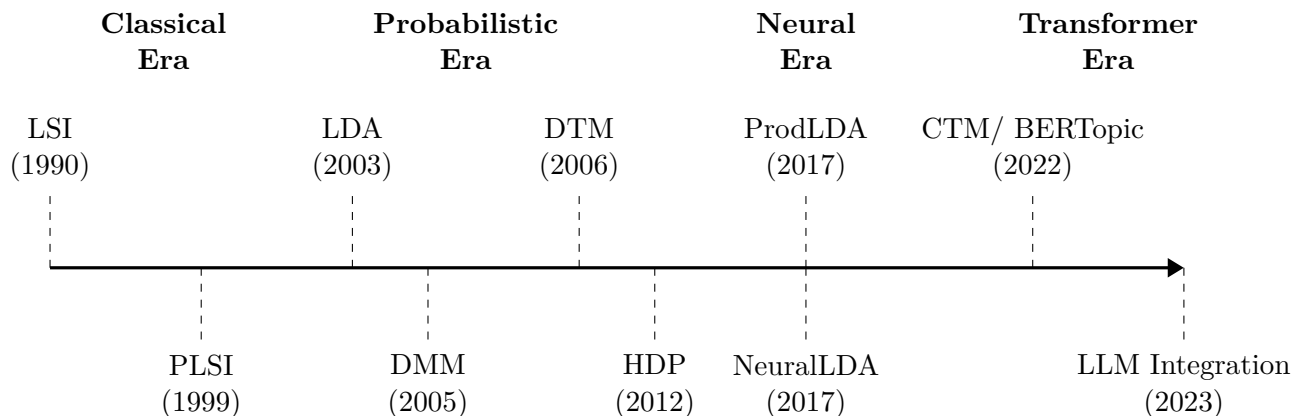 Classical
Era
Probabilistic
Era
Neural
Era
Transformer
Era
LSI
(1990)
LDA
(2003)
DTM
(2006)
ProdLDA
(2017)
CTM/ BERTopic
(2022)
PLSI
(1999)
DMM
(2005)
HDP
(2012)
NeuralLDA
(2017)
LLM Integration
(2023)